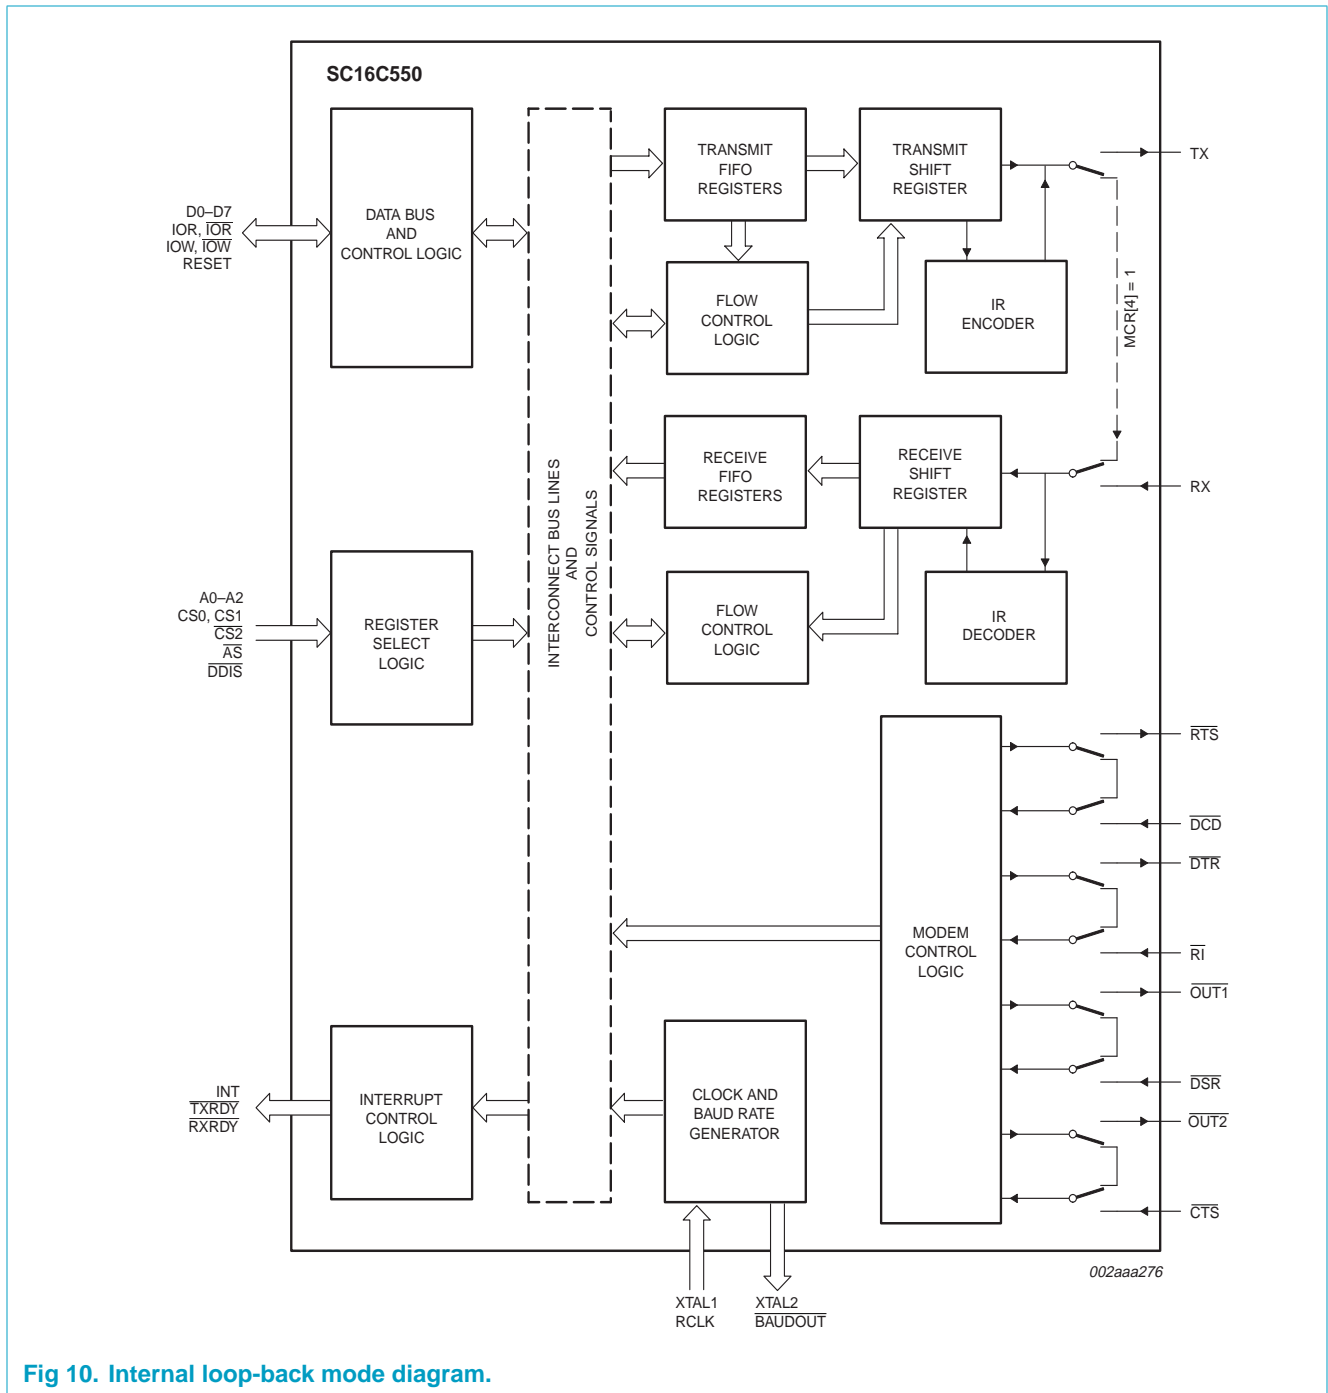 SC16C550
D0–D7
IOR, IOR
IOW, IOW
RESET
DATA BUS
AND
CONTROL LOGIC
A0–A2
CS0, CS1
CS2
AS
DDIS
REGISTER
SELECT
LOGIC
INT
TXRDY
RXRDY
INTERRUPT
CONTROL
LOGIC
INTERCONNECT BUS LINES
AND
CONTROL SIGNALS
TRANSMIT
FIFO
REGISTERS
TRANSMIT
SHIFT
REGISTER
FLOW
CONTROL
LOGIC
IR
ENCODER
TX
MCR[4] = 1
RECEIVE
FIFO
REGISTERS
RECEIVE
SHIFT
REGISTER
FLOW
CONTROL
LOGIC
IR
DECODER
RX
MODEM
CONTROL
LOGIC
RTS
DCD
DTR
RI
OUT1
DSR
OUT2
CTS
CLOCK AND
BAUD RATE
GENERATOR
XTAL1
RCLK
XTAL2
BAUDOUT
002aaa276
Fig 10. Internal loop-back mode diagram.